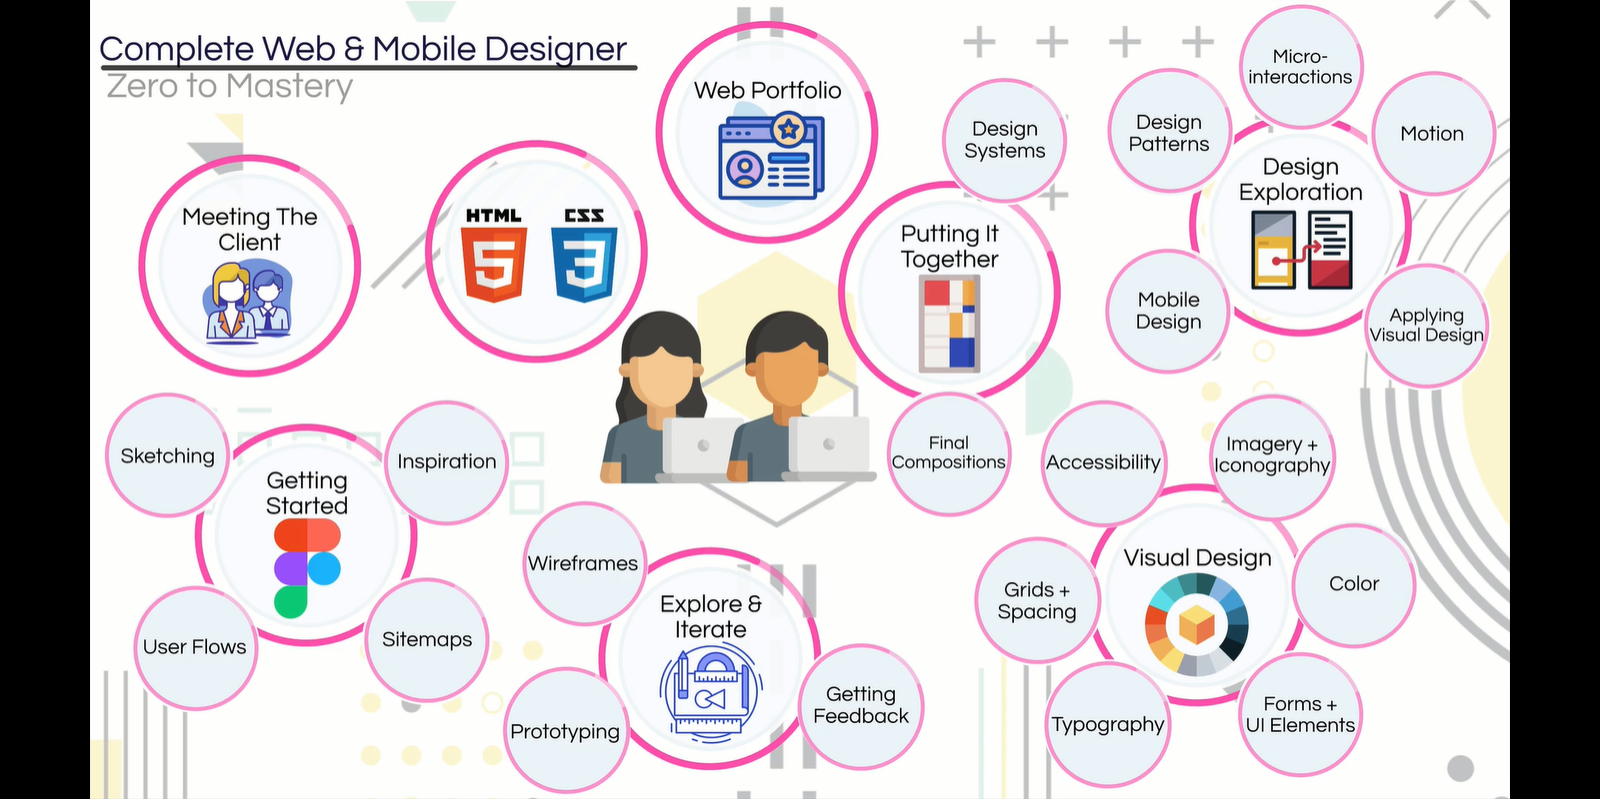 Complete Web & Mobile Designer
Zero to Mastery
Meeting The
Client
HTML
5
CSS
3
Web Portfolio
Putting It
Together
Design
Systems
Final
Compositions
Design
Exploration
Micro-
interactions
Design
Patterns
Motion
Mobile
Design
Applying
Visual Design
Getting
Started
Sketching
Inspiration
User Flows
Sitemaps
Explore &
Iterate
Wireframes
Prototyping
Getting
Feedback
Visual Design
Accessibility
Imagery +
Iconography
Grids +
Spacing
Color
Typography
Forms +
UI Elements